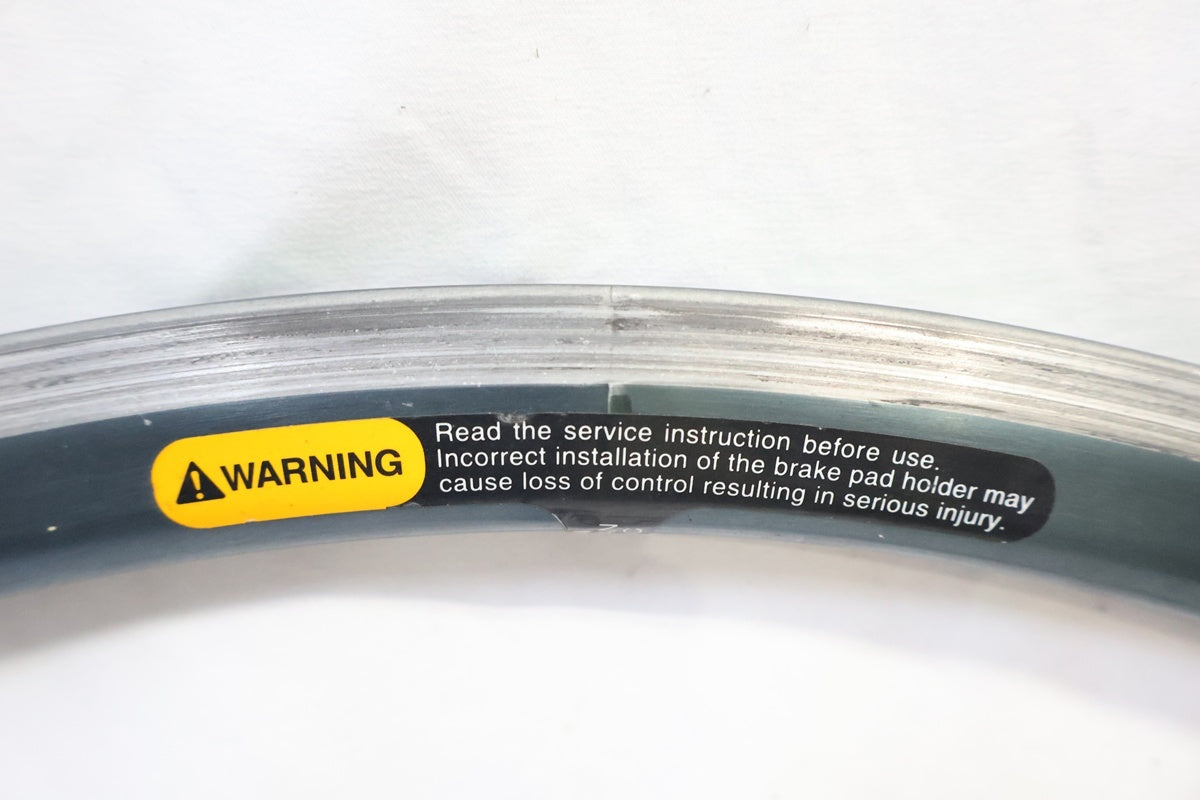 WARNING
Read the service instruction before use.
Incorrect installation of the brake pad holder may
cause loss of control resulting in serious injury.